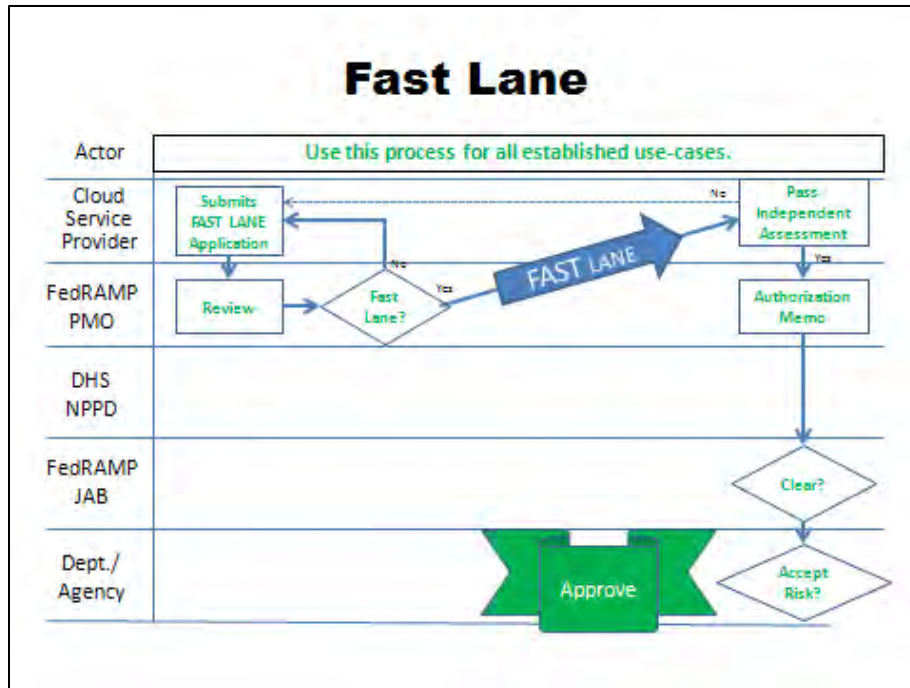 Fast Lane
Actor
Use this process for all established use-cases.
Cloud
Service
Provider
Submits
FAST LANE
Application
No
Pass
Independent
Assessment
No
FAST LANE
Yes
FedRAMP
PMO
Review
Fast
Lane?
Yes
Authorization
Memo
DHS
NPPD
FedRAMP
JAB
Clear?
Dept./
Agency
Approve
Accept
Risk?